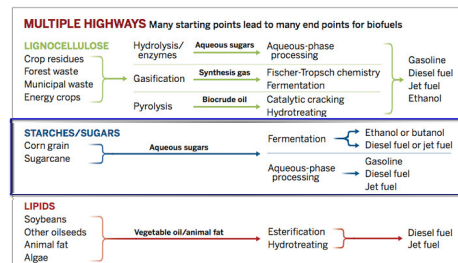 MULTIPLE HIGHWAYS Many starting points lead to many end points for biofuels
LIGNOCELLULOSE
Crop residues
Forest waste
Municipal waste
Energy crops
Hydrolysis/
enzymes
Aqueous sugars
Aqueous-phase
processing
Gasification
Synthesis gas
Fischer-Tropsch chemistry
Fermentation
Pyrolysis
Biocrude oil
Catalytic cracking
Hydrotreating
Gasoline
Diesel fuel
Jet fuel
Ethanol
STARCHES/SUGARS
Corn grain
Sugarcane
Aqueous sugars
Fermentation
Ethanol or butanol
Diesel fuel or jet fuel
Aqueous-phase
processing
Gasoline
Diesel fuel
Jet fuel
LIPIDS
Soybeans
Other oilseeds
Animal fat
Algae
Vegetable oil/animal fat
Esterification
Hydrotreating
Diesel fuel
Jet fuel